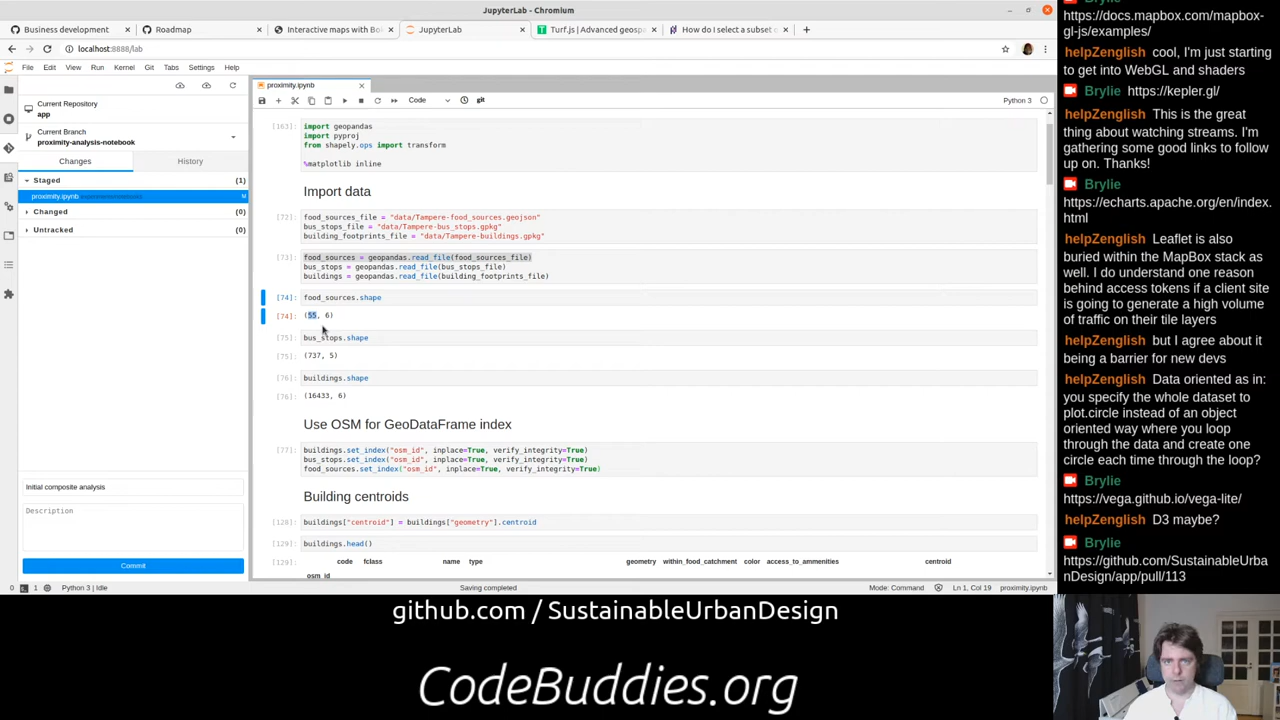 JupyterLab - Chromium
Business development
Roadmap
Interactive maps with Bo
JupyterLab
Turf.js | Advanced geosp
How do I select a subset o
localhost:8888/lab
File Edit View Run Kernel Git Tabs Settings Help
proximity.ipynb
Code
git
Python 3
Current Repository
app
Current Branch
proximity-analysis-notebook
Changes
History
Staged (1)
proximity.ipynb
M
Changed (0)
Untracked (0)
Initial composite analysis
Description
Commit
[163]: import geopandas
import pyproj
from shapely.ops import transform
%matplotlib inline
Import data
[72]: food_sources_file = "data/Tampere-food_sources.geojson"
bus_stops_file = "data/Tampere-bus_stops.gpkg"
building_footprints_file = "data/Tampere-buildings.gpkg"
[73]: food_sources = geopandas.read_file(food_sources_file)
bus_stops = geopandas.read_file(bus_stops_file)
buildings = geopandas.read_file(building_footprints_file)
[74]: food_sources.shape
[74]: (55, 6)
[75]: bus_stops.shape
[75]: (737, 5)
[76]: buildings.shape
[76]: (16433, 6)
Use OSM for GeoDataFrame index
[77]: buildings.set_index("osm_id", inplace=True, verify_integrity=True)
bus_stops.set_index("osm_id", inplace=True, verify_integrity=True)
food_sources.set_index("osm_id", inplace=True, verify_integrity=True)
Building centroids
[128]: buildings["centroid"] = buildings["geometry"].centroid
[129]: buildings.head()
[129]: code fclass name type geometry within_food_catchment color access_to_amenities centroid
osm_id
0 1 Python 3 | Idle
Saving completed
Mode: Command
Ln 1, Col 19
proximity.ipynb
https://docs.mapbox.com/mapbox-
gl-js/examples/
helpZenglish cool, I'm just starting
to get into WebGL and shaders
Brylie https://kepler.gl/
helpZenglish This is the great
thing about watching streams. I'm
gathering some good links to follow
up on. Thanks!
Brylie
https://echarts.apache.org/en/index.
html
helpZenglish Leaflet is also
buried within the MapBox stack as
well. I do understand one reason
behind access tokens if a client site
is going to generate a high volume
of traffic on their tile layers
helpZenglish but I agree about it
being a barrier for new devs
helpZenglish Data oriented as in:
you specify the whole dataset to
plot.circle instead of an object
oriented way where you loop
through the data and create one
circle each time through the loop?
Brylie
https://vega.github.io/vega-lite/
helpZenglish D3 maybe?
Brylie
https://github.com/SustainableUrba
nDesign/app/pull/113
github.com / SustainableUrbanDesign
CodeBuddies.org